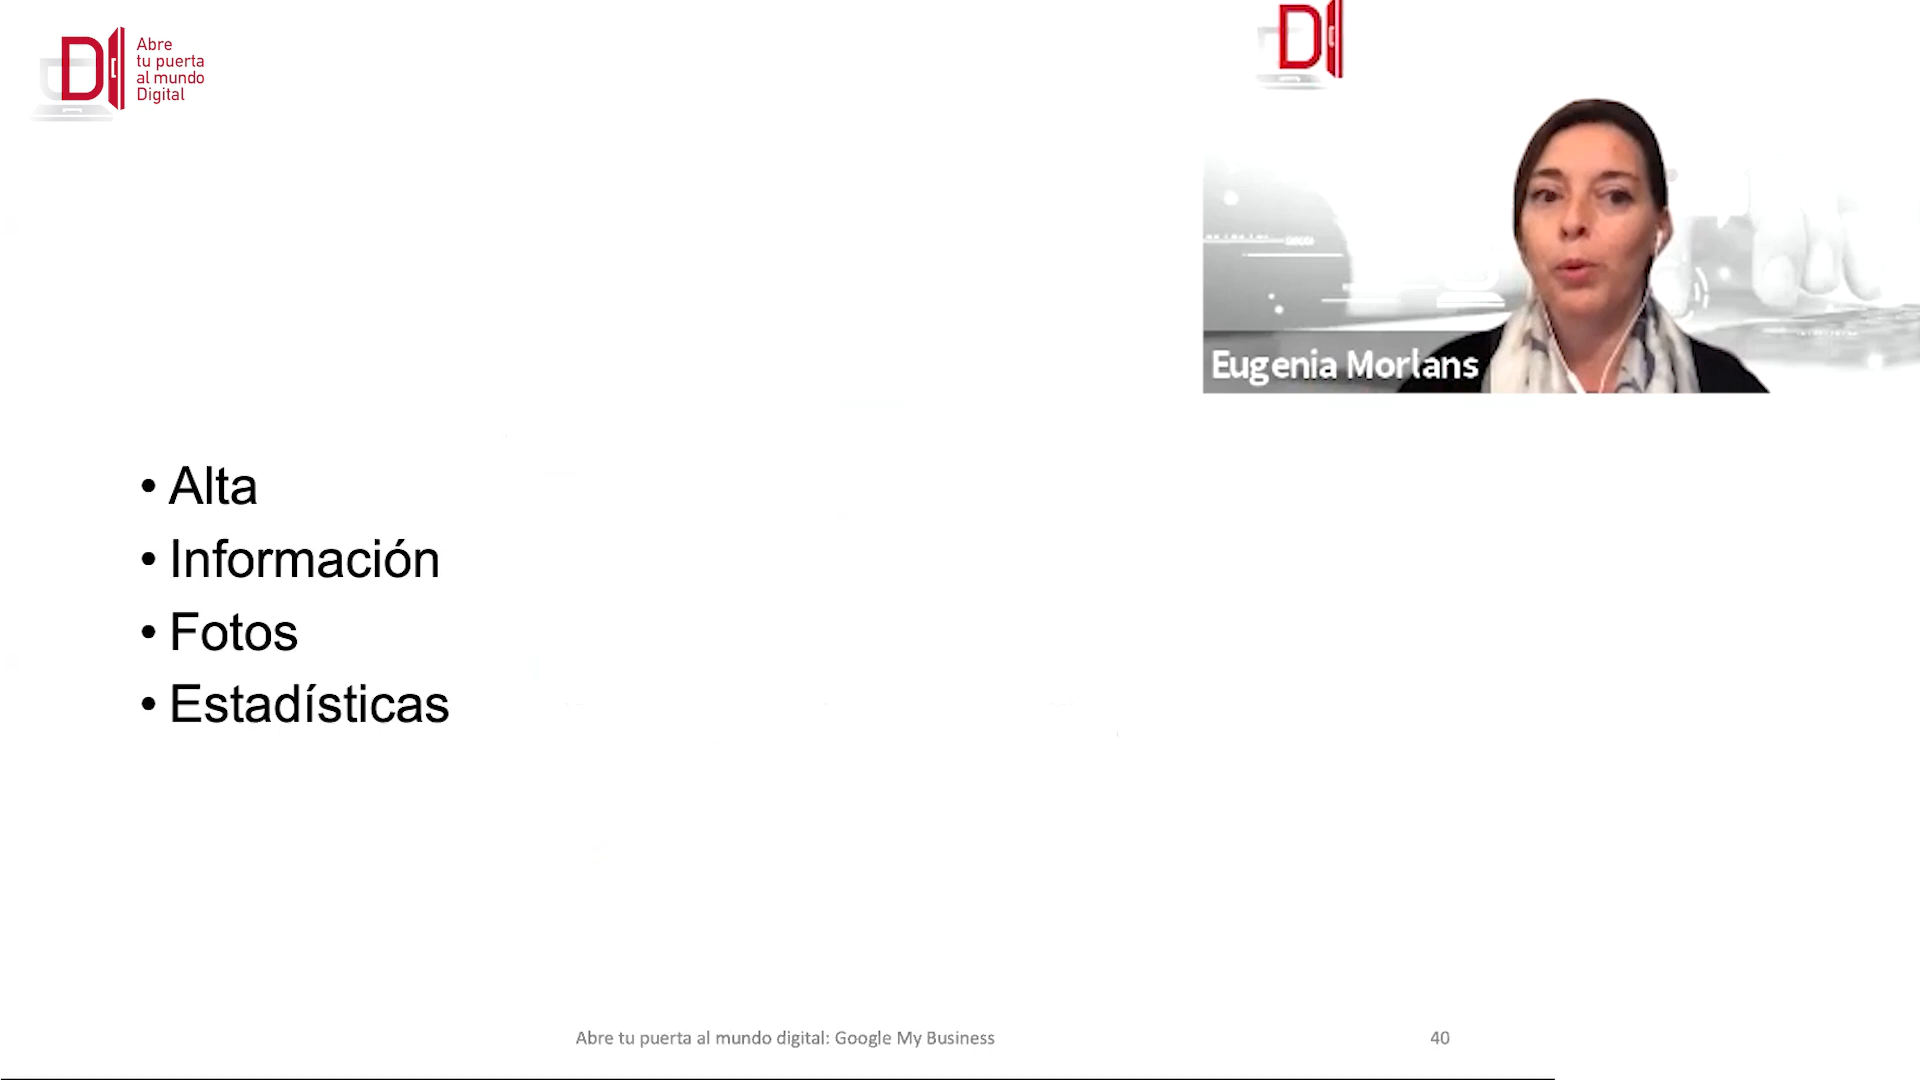 Abre
tu puerta
al mundo
Digital
Eugenia Morlans
• Alta
• Información
• Fotos
• Estadísticas
Abre tu puerta al mundo digital: Google My Business
40